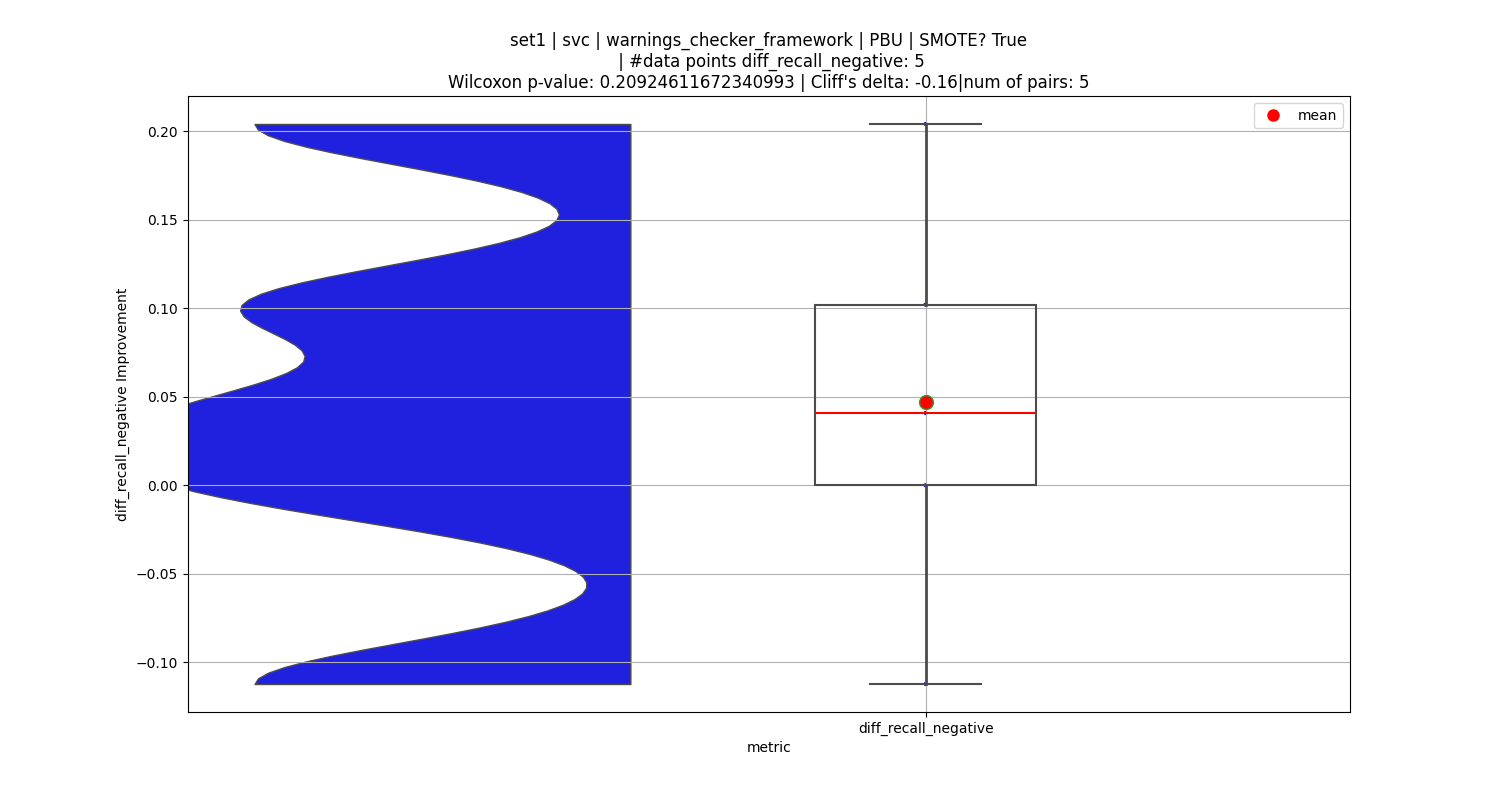 set1 | svc | warnings_checker_framework | PBU | SMOTE? True
| #data points diff_recall_negative: 5
Wilcoxon p-value: 0.20924611672340993 | Cliff's delta: -0.16|num of pairs: 5
mean
0.20
0.15
0.10
0.05
0.00
−0.05
−0.10
diff_recall_negative Improvement
diff_recall_negative
metric